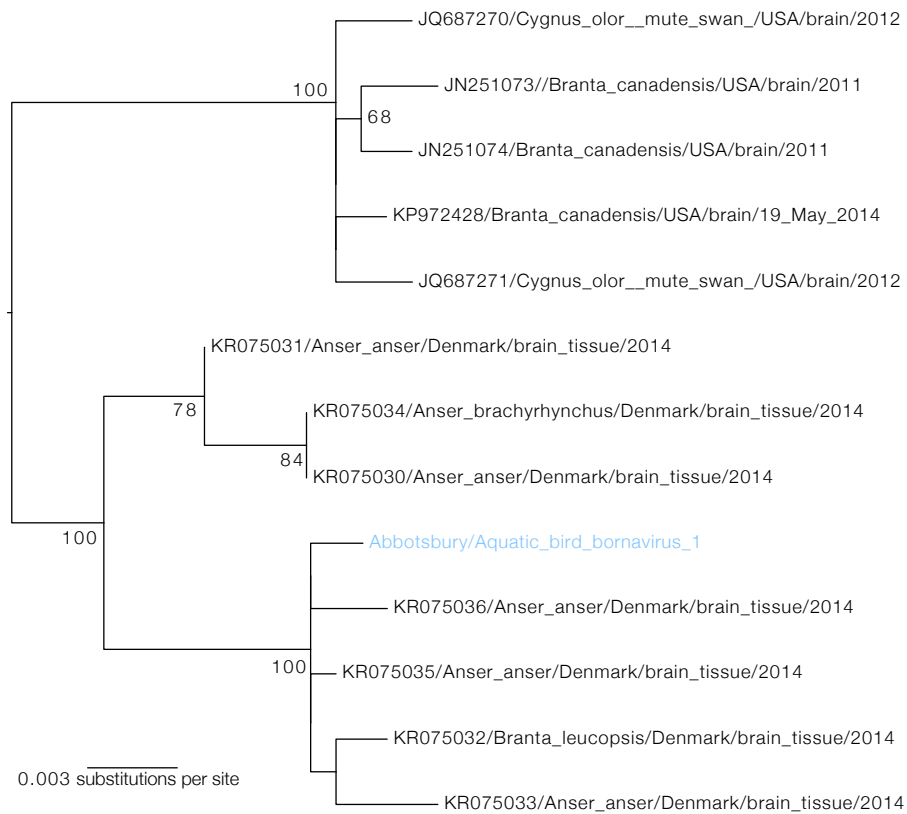 JQ687270/Cygnus_olor__mute_swan_/USA/brain/2012
100
JN251073//Branta_canadensis/USA/brain/2011
68
JN251074/Branta_canadensis/USA/brain/2011
KP972428/Branta_canadensis/USA/brain/19_May_2014
JQ687271/Cygnus_olor__mute_swan_/USA/brain/2012
KR075031/Anser_anser/Denmark/brain_tissue/2014
78
KR075034/Anser_brachyrhynchus/Denmark/brain_tissue/2014
84
KR075030/Anser_anser/Denmark/brain_tissue/2014
100
Abbotsbury/Aquatic_bird_bornavirus_1
KR075036/Anser_anser/Denmark/brain_tissue/2014
100
KR075035/Anser_anser/Denmark/brain_tissue/2014
KR075032/Branta_leucopsis/Denmark/brain_tissue/2014
0.003 substitutions per site
KR075033/Anser_anser/Denmark/brain_tissue/2014